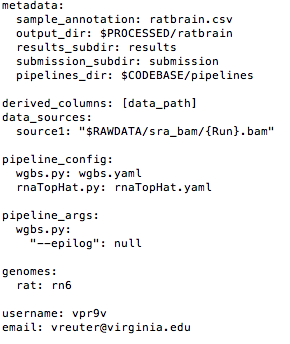 metadata:
  sample_annotation: ratbrain.csv
  output_dir: $PROCESSED/ratbrain
  results_subdir: results
  submission_subdir: submission
  pipelines_dir: $CODEBASE/pipelines

derived_columns: [data_path]
data_sources:
  source1: "$RAWDATA/sra_bam/{Run}.bam"

pipeline_config:
  wgbs.py: wgbs.yaml
  rnaTopHat.py: rnaTopHat.yaml

pipeline_args:
  wgbs.py:
    "--epilog": null

genomes:
  rat: rn6

username: vpr9v
email: vreuter@virginia.edu